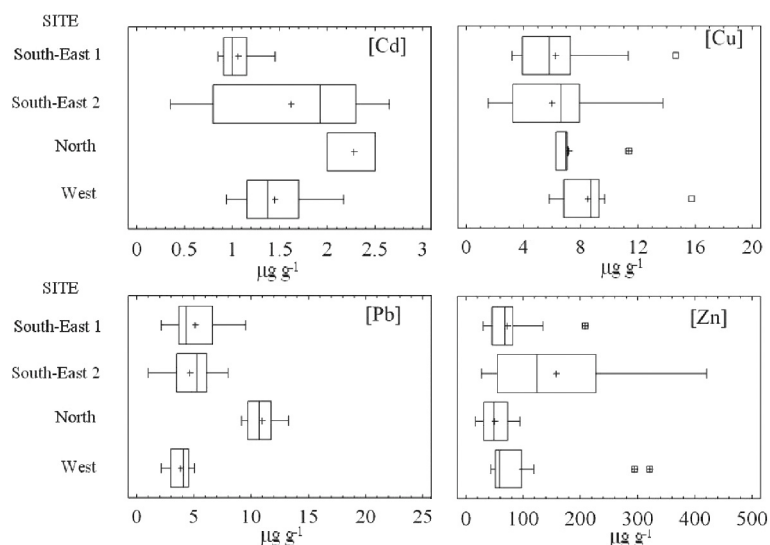 SITE
South-East 1
South-East 2
North
West
[Cd]
0 0.5 1 1.5 2 2.5 3
µg g-1
[Cu]
0 4 8 12 16 20
µg g-1
SITE
South-East 1
South-East 2
North
West
[Pb]
0 5 10 15 20 25
µg g-1
[Zn]
0 100 200 300 400 500
µg g-1